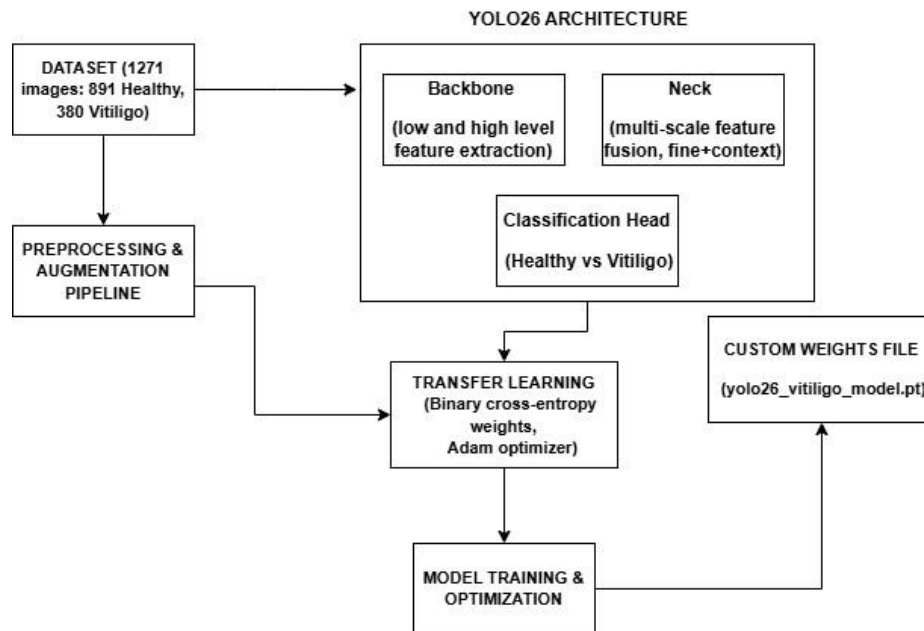 YOLO26 ARCHITECTURE
DATASET (1271
images: 891 Healthy,
380 Vitiligo)
Backbone
(low and high level
feature extraction)
Neck
(multi-scale feature
fusion, fine+context)
Classification Head
(Healthy vs Vitiligo)
PREPROCESSING &
AUGMENTATION
PIPELINE
TRANSFER LEARNING
(Binary cross-entropy
weights,
Adam optimizer)
CUSTOM WEIGHTS FILE
(yolo26_vitiligo_model.pt)
MODEL TRAINING &
OPTIMIZATION